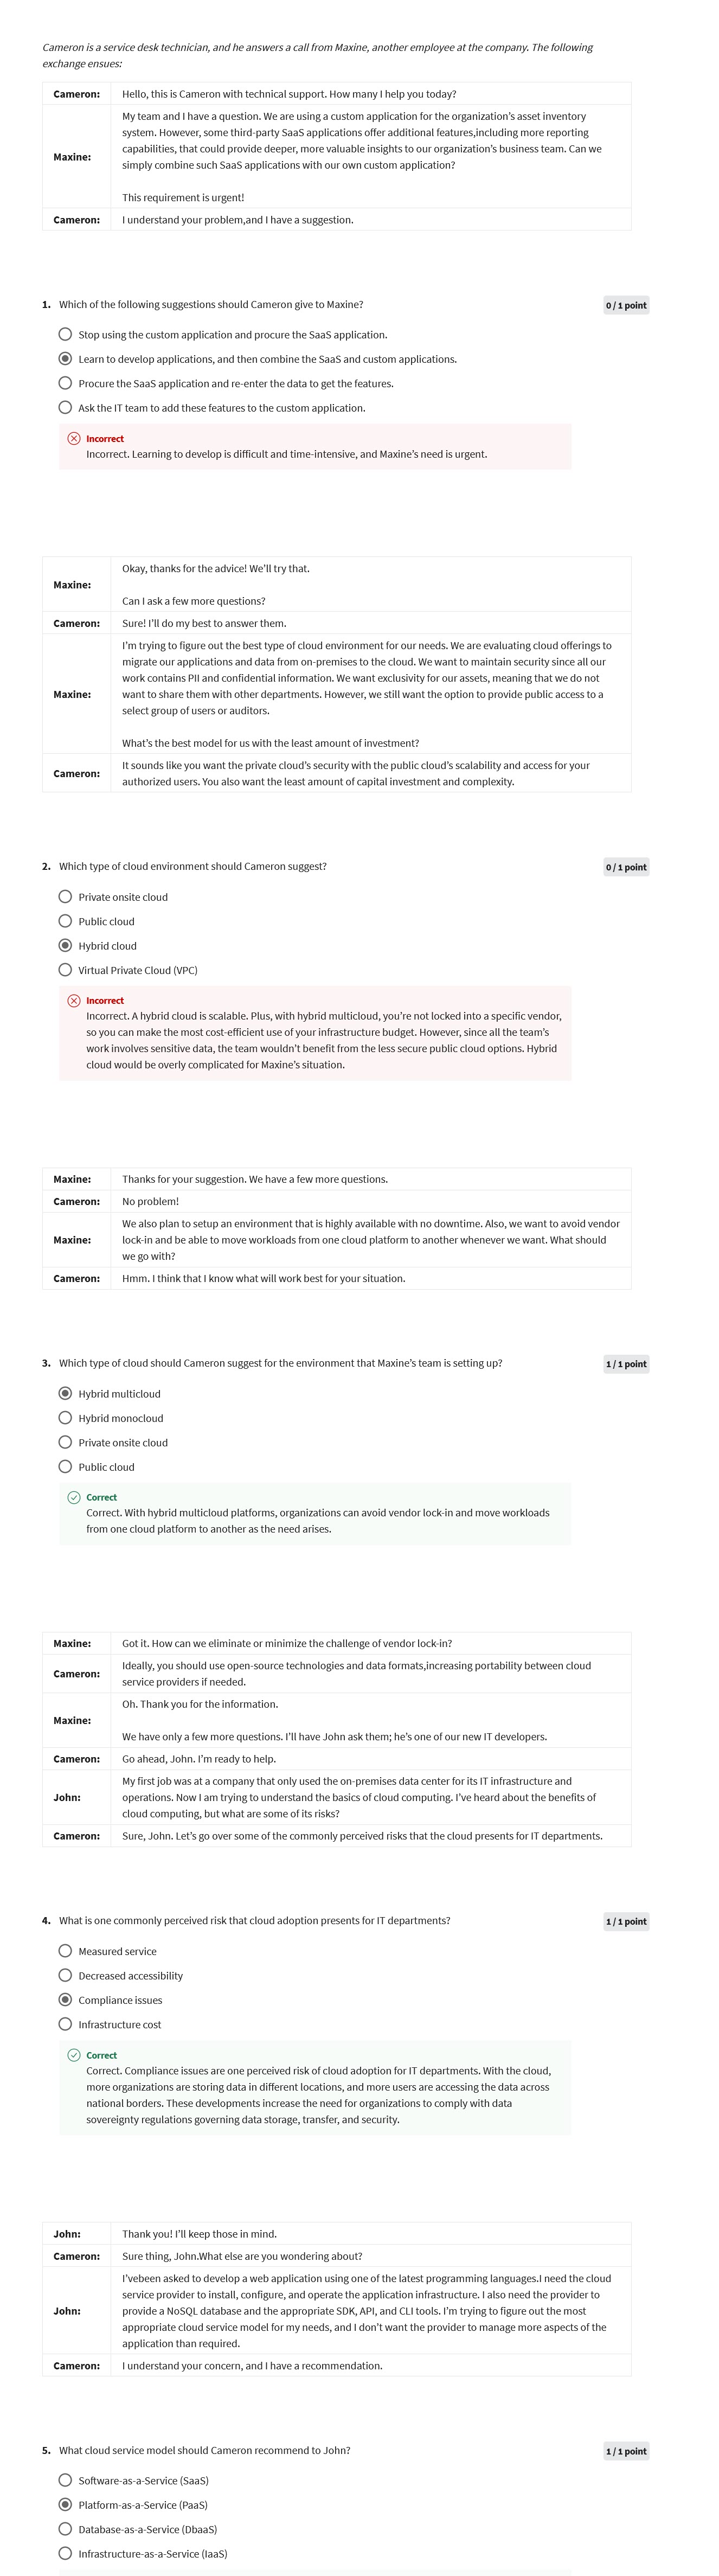 Cameron is a service desk technician, and he answers a call from Maxine, another employee at the company. The following
exchange ensues:
Cameron: Hello, this is Cameron with technical support. How many I help you today?
My team and I have a question. We are using a custom application for the organization's asset inventory
system. However, some third-party SaaS applications offer additional features,including more reporting
capabilities, that could provide deeper, more valuable insights to our organization's business team. Can we
Maxine:
simply combine such SaaS applications with our own custom application?
This requirement is urgent!
Cameron: I understand your problem,and I have a suggestion.
1. Which of the following suggestions should Cameron give to Maxine? 0 / 1 point
Stop using the custom application and procure the SaaS application.
Learn to develop applications, and then combine the SaaS and custom applications.
Procure the SaaS application and re-enter the data to get the features.
Ask the IT team to add these features to the custom application.
Incorrect
Incorrect. Learning to develop is difficult and time-intensive, and Maxine's need is urgent.
Okay, thanks for the advice! We'll try that.
Maxine:
Can I ask a few more questions?
Cameron: Sure! I'll do my best to answer them.
I'm trying to figure out the best type of cloud environment for our needs. We are evaluating cloud offerings to
migrate our applications and data from on-premises to the cloud. We want to maintain security since all our
work contains PII and confidential information. We want exclusivity for our assets, meaning that we do not
Maxine: want to share them with other departments. However, we still want the option to provide public access to a
select group of users or auditors.
What's the best model for us with the least amount of investment?
It sounds like you want the private cloud's security with the public cloud's scalability and access for your
Cameron:
authorized users. You also want the least amount of capital investment and complexity.
2. Which type of cloud environment should Cameron suggest? 0 / 1 point
Private onsite cloud
Public cloud
Hybrid cloud
Virtual Private Cloud (VPC)
Incorrect
Incorrect. A hybrid cloud is scalable. Plus, with hybrid multicloud, you're not locked into a specific vendor,
so you can make the most cost-efficient use of your infrastructure budget. However, since all the team's
work involves sensitive data, the team wouldn't benefit from the less secure public cloud options. Hybrid
cloud would be overly complicated for Maxine's situation.
Maxine: Thanks for your suggestion. We have a few more questions.
Cameron: No problem!
We also plan to setup an environment that is highly available with no downtime. Also, we want to avoid vendor
Maxine: lock-in and be able to move workloads from one cloud platform to another whenever we want. What should
we go with?
Cameron: Hmm. I think that I know what will work best for your situation.
3. Which type of cloud should Cameron suggest for the environment that Maxine's team is setting up? 1 / 1 point
Hybrid multicloud
Hybrid monocloud
Private onsite cloud
Public cloud
Correct
Correct. With hybrid multicloud platforms, organizations can avoid vendor lock-in and move workloads
from one cloud platform to another as the need arises.
Maxine: Got it. How can we eliminate or minimize the challenge of vendor lock-in?
Ideally, you should use open-source technologies and data formats,increasing portability between cloud
Cameron:
service providers if needed.
Oh. Thank you for the information.
Maxine:
We have only a few more questions. I'll have John ask them; he's one of our new IT developers.
Cameron: Go ahead, John. I'm ready to help.
My first job was at a company that only used the on-premises data center for its IT infrastructure and
John: operations. Now I am trying to understand the basics of cloud computing. I've heard about the benefits of
cloud computing, but what are some of its risks?
Cameron: Sure, John. Let's go over some of the commonly perceived risks that the cloud presents for IT departments.
4. What is one commonly perceived risk that cloud adoption presents for IT departments? 1 / 1 point
Measured service
Decreased accessibility
Compliance issues
Infrastructure cost
Correct
Correct. Compliance issues are one perceived risk of cloud adoption for IT departments. With the cloud,
more organizations are storing data in different locations, and more users are accessing the data across
national borders. These developments increase the need for organizations to comply with data
sovereignty regulations governing data storage, transfer, and security.
John: Thank you! I'll keep those in mind.
Cameron: Sure thing, John.What else are you wondering about?
I'vebeen asked to develop a web application using one of the latest programming languages.I need the cloud
service provider to install, configure, and operate the application infrastructure. I also need the provider to
John: provide a NoSQL database and the appropriate SDK, API, and CLI tools. I'm trying to figure out the most
appropriate cloud service model for my needs, and I don't want the provider to manage more aspects of the
application than required.
Cameron: I understand your concern, and I have a recommendation.
5. What cloud service model should Cameron recommend to John? 1 / 1 point
Software-as-a-Service (SaaS)
Platform-as-a-Service (PaaS)
Database-as-a-Service (DbaaS)
Infrastructure-as-a-Service (IaaS)